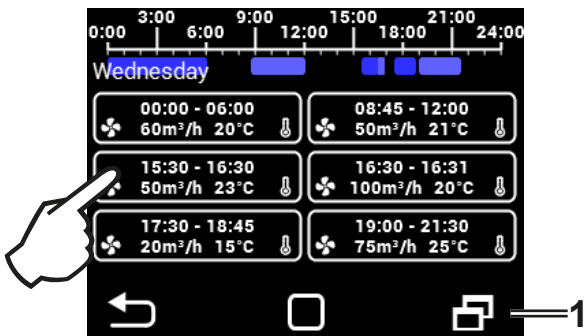 3:00 9:00 15:00 21:00
0:00 6:00 12:00 18:00 24:00
Wednesday
00:00 - 06:00
60m³/h 20°C
08:45 - 12:00
50m³/h 21°C
15:30 - 16:30
50m³/h 23°C
16:30 - 16:31
100m³/h 20°C
17:30 - 18:45
20m³/h 15°C
19:00 - 21:30
75m³/h 25°C
1